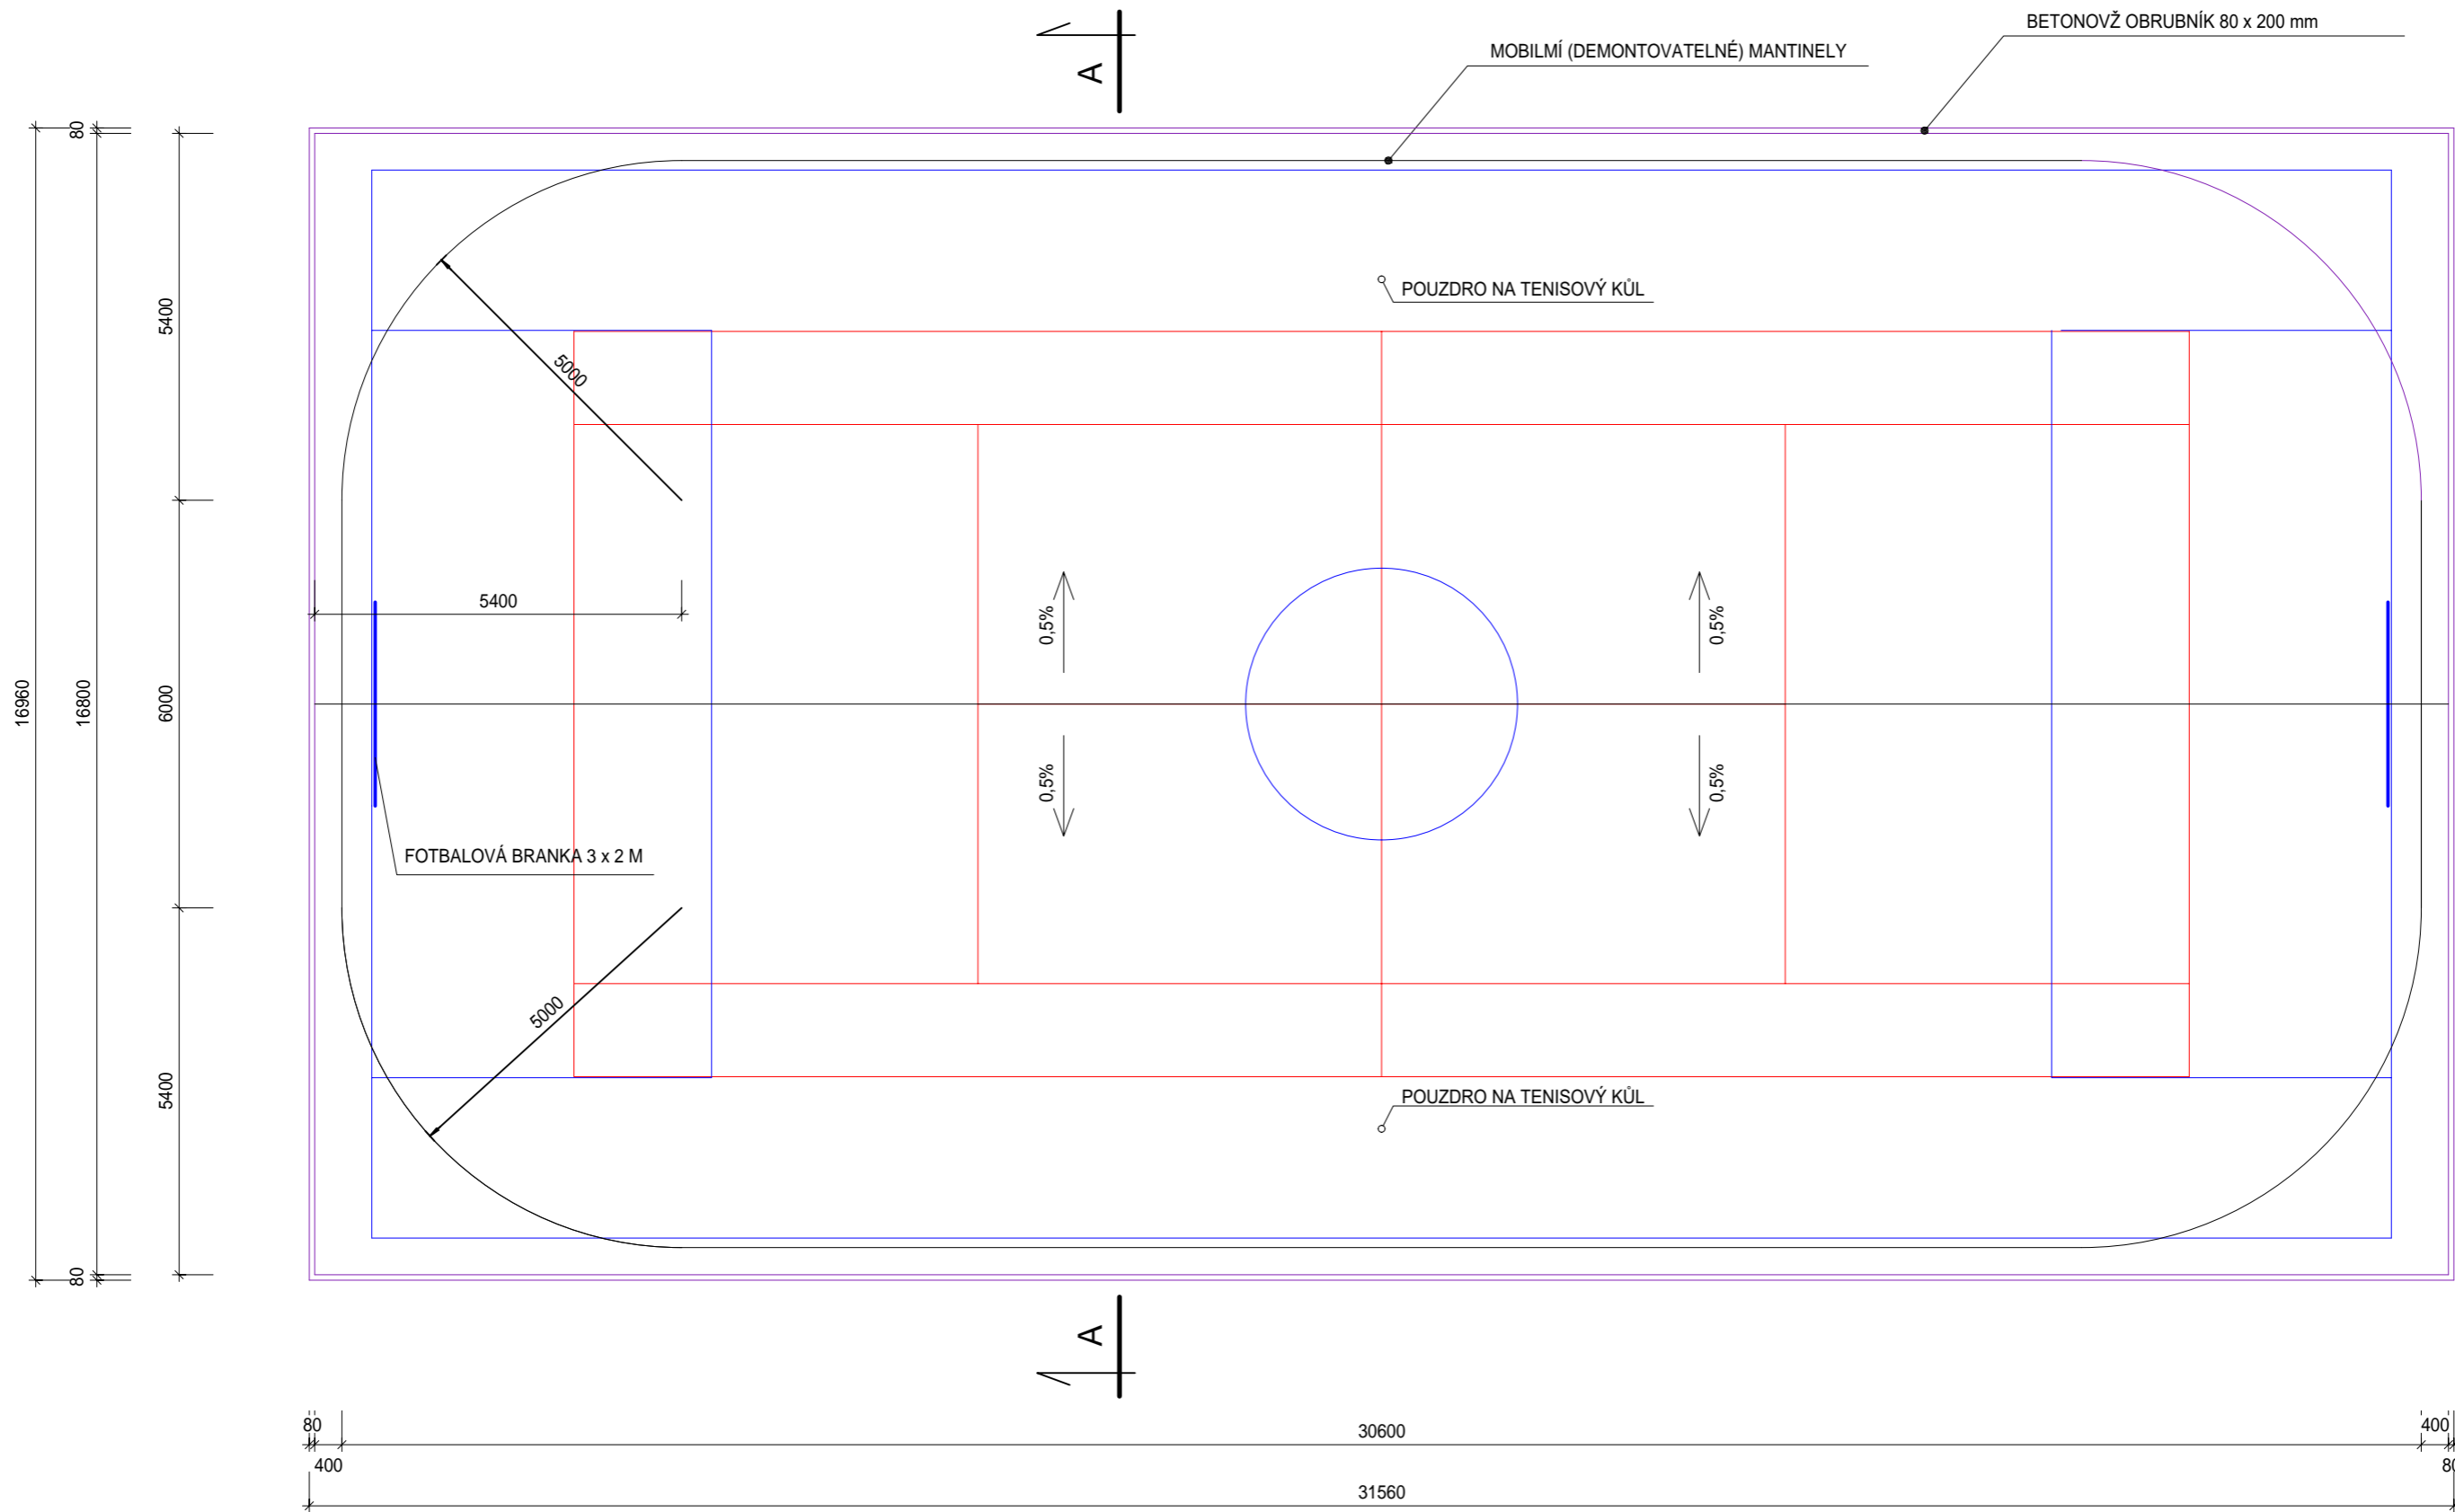 BETONOVŽ OBRUBNÍK 80 x 200 mm
MOBILMÍ (DEMONTOVATELNÉ) MANTINELY
A
80
POUZDRO NA TENISOVÝ KŮL
5400
5000
5400
0,5%
0,5%
16960
16800
6000
0,5%
0,5%
FOTBALOVÁ BRANKA 3 x 2 M
5000
5400
POUZDRO NA TENISOVÝ KŮL
80
A
80
30600
400
400
80
31560